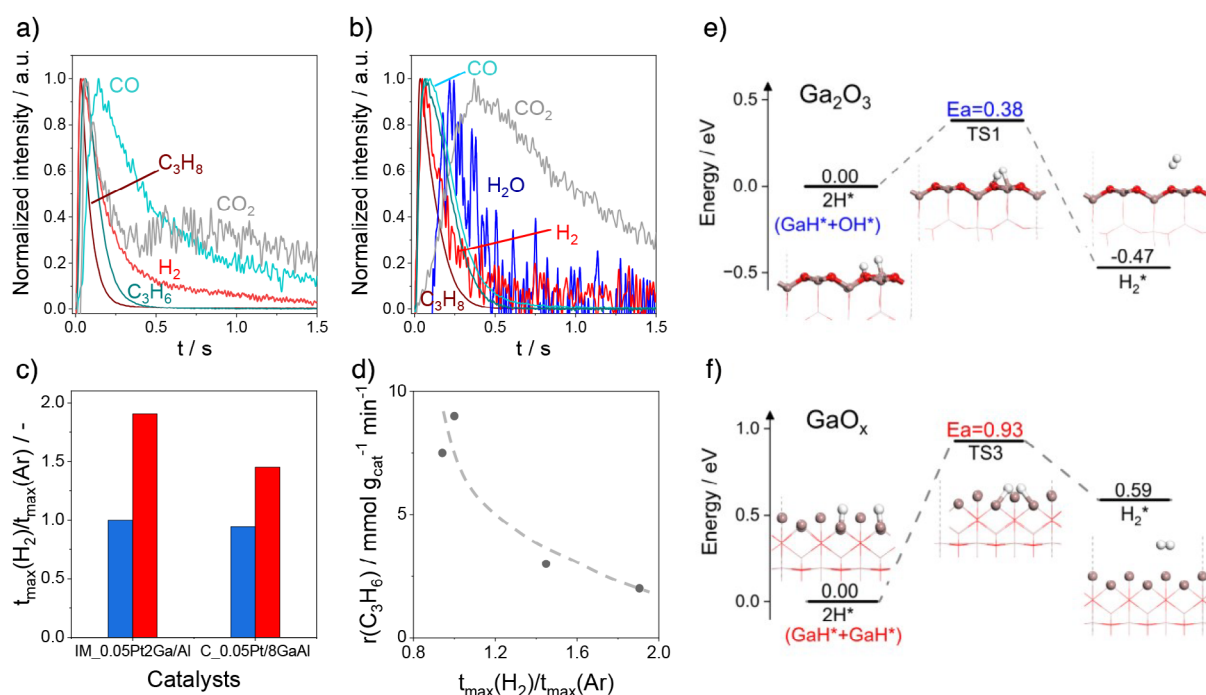 a)
Normalized intensity / a.u.
1.0
0.8
0.6
0.4
0.2
0.0
CO
C₃H₈
CO₂
H₂
C₃H₆
0.0 0.5 1.0 1.5
t / s
b)
Normalized intensity / a.u.
1.0
0.8
0.6
0.4
0.2
0.0
CO
CO₂
H₂O
H₂
C₃H₈
0.0 0.5 1.0 1.5
t / s
c)
tₘₐₓ(H₂)/tₘₐₓ(Ar) / -
2.0
1.5
1.0
0.5
0.0
IM_0.05Pt2Ga/Al C_0.05Pt/8GaAl
Catalysts
d)
r(C₃H₆) / mmol g_cat⁻¹ min⁻¹
10
5
0
0.8 1.2 1.6 2.0
tₘₐₓ(H₂)/tₘₐₓ(Ar)
e)
Energy / eV
0.5
0.0
−0.5
Ga₂O₃
Ea=0.38
TS1
0.00
2H*
(GaH*+OH*)
-0.47
H₂*
f)
Energy / eV
1.0
0.5
0.0
GaOₓ
Ea=0.93
TS3
0.59
H₂*
0.00
2H*
(GaH*+GaH*)